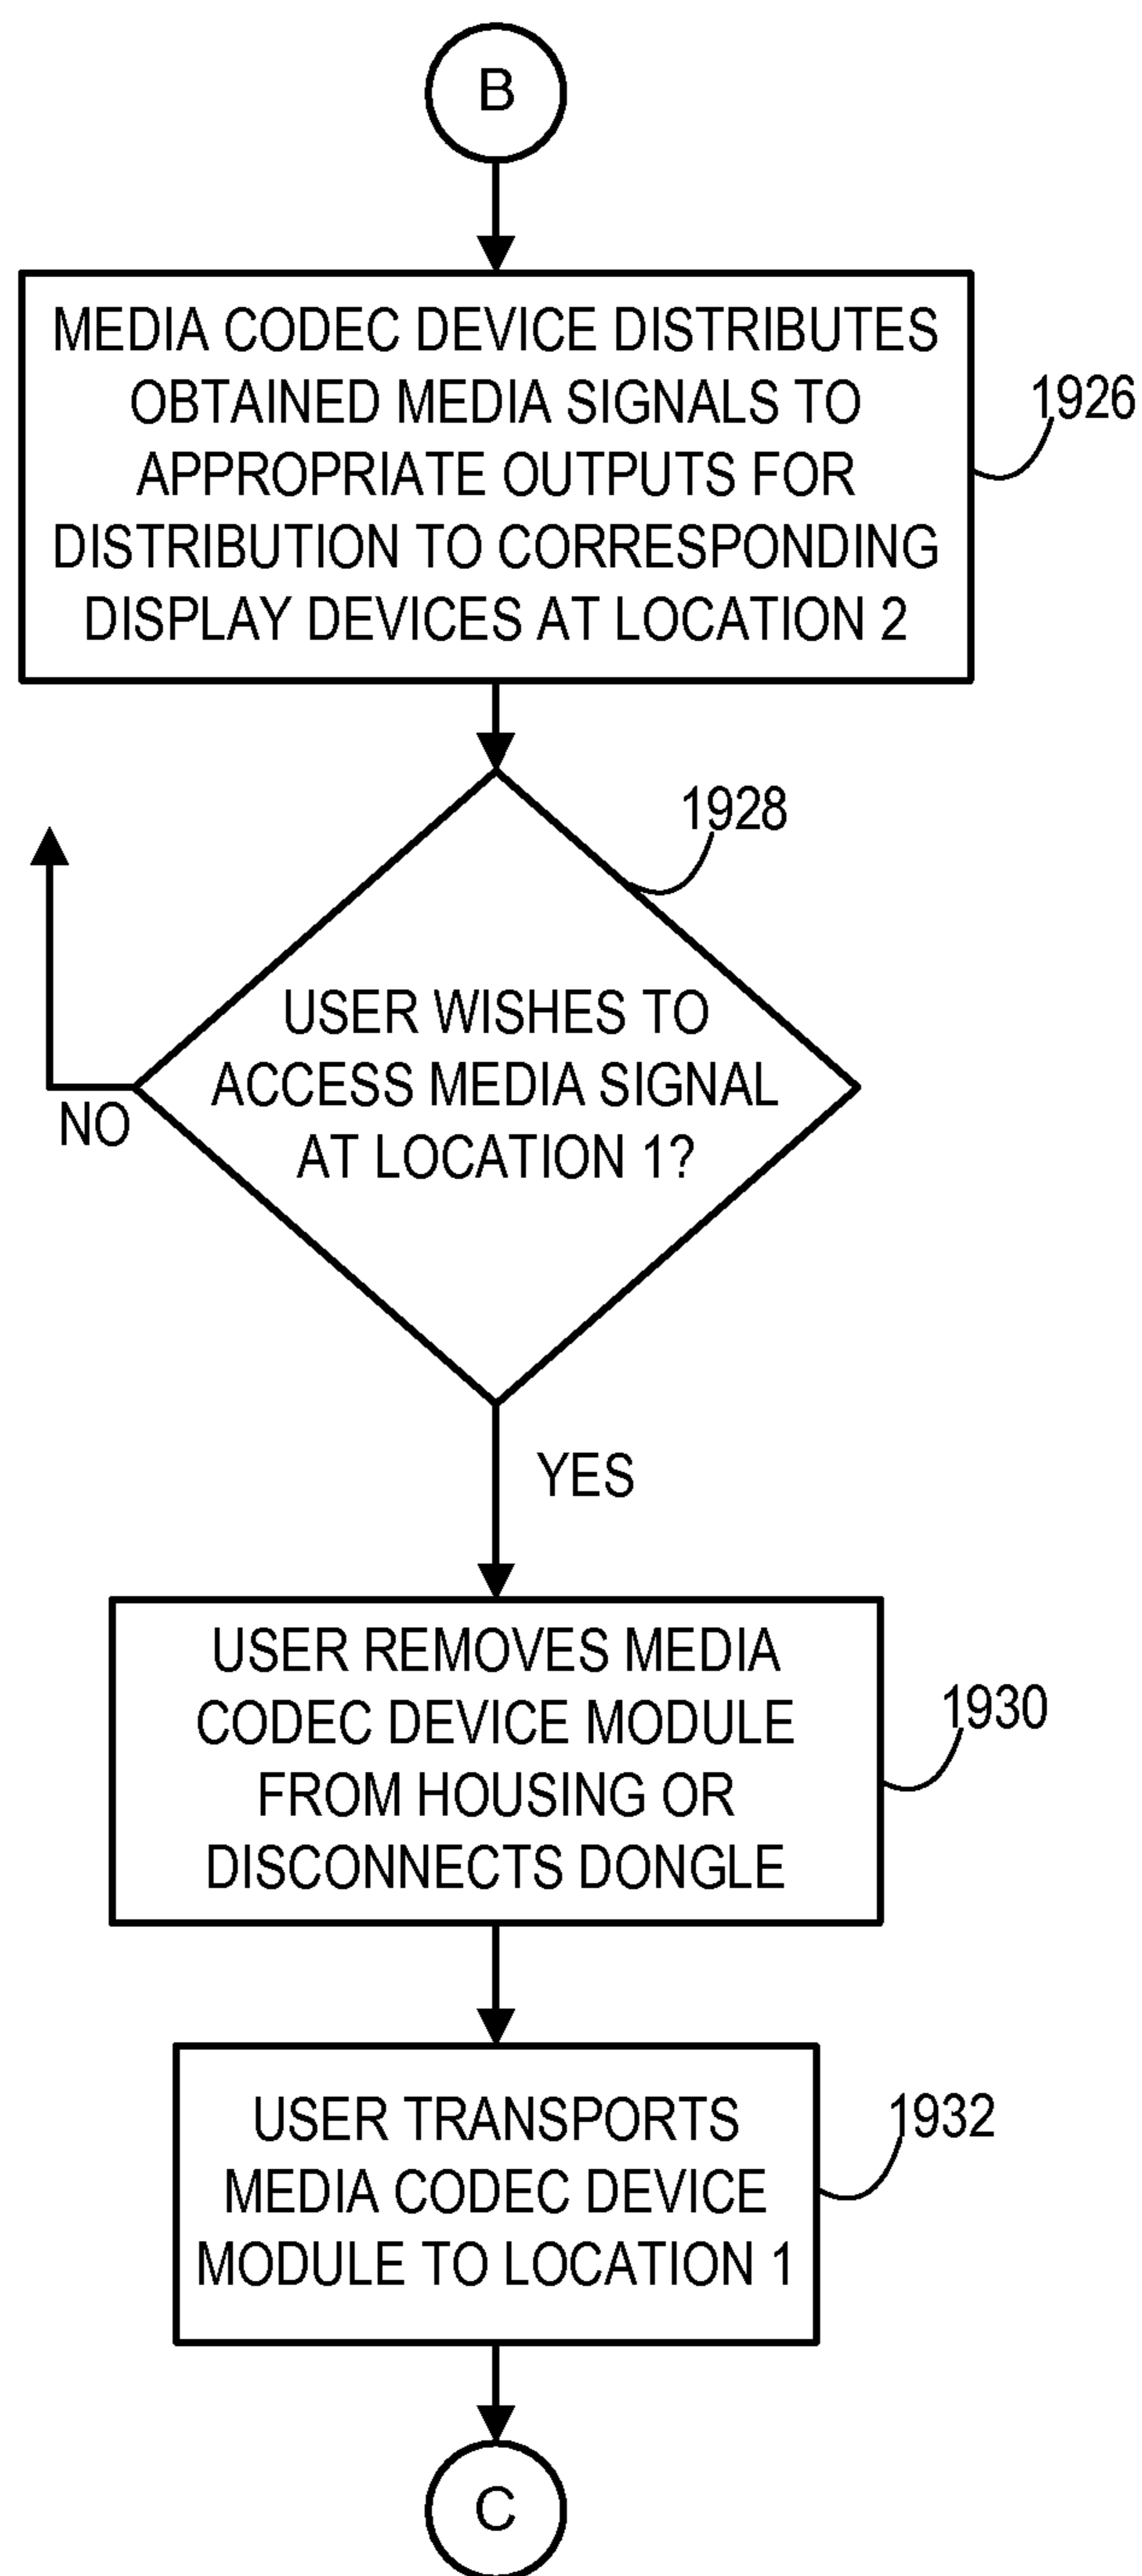 B
MEDIA CODEC DEVICE DISTRIBUTES
OBTAINED MEDIA SIGNALS TO
APPROPRIATE OUTPUTS FOR
DISTRIBUTION TO CORRESPONDING
DISPLAY DEVICES AT LOCATION 2
1926
1928
USER WISHES TO
ACCESS MEDIA SIGNAL
AT LOCATION 1?
NO
YES
USER REMOVES MEDIA
CODEC DEVICE MODULE
FROM HOUSING OR
DISCONNECTS DONGLE
1930
USER TRANSPORTS
MEDIA CODEC DEVICE
MODULE TO LOCATION 1
1932
C